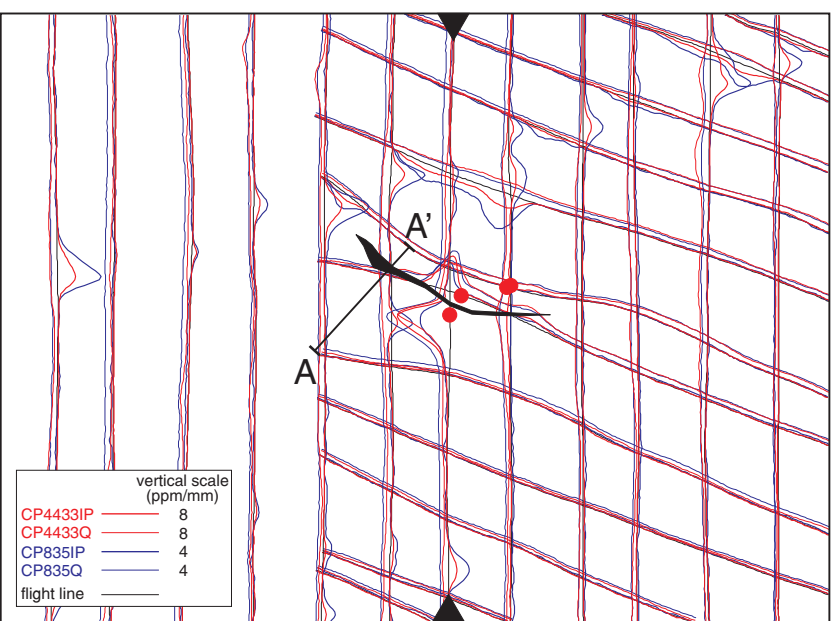 A'
A
vertical scale
(ppm/mm)
CP4433IP 8
CP4433Q 8
CP835IP 4
CP835Q 4
flight line